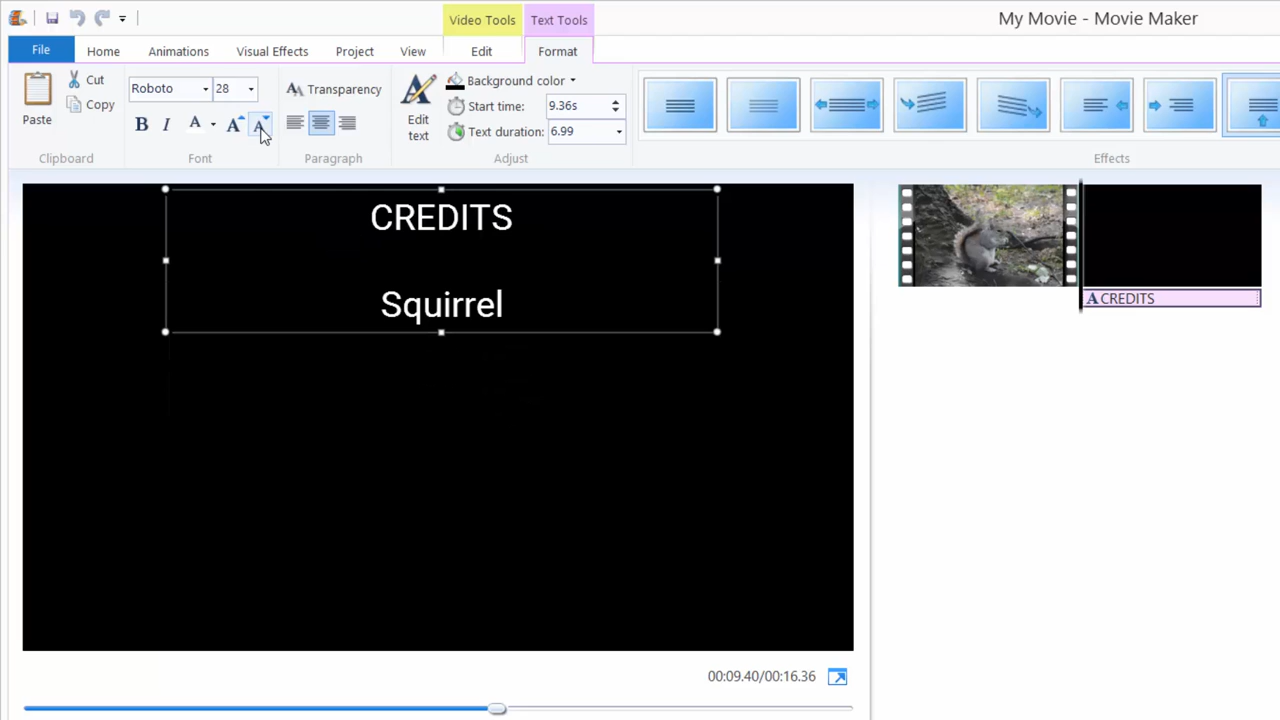 Video Tools
Text Tools
My Movie - Movie Maker
File
Home
Animations
Visual Effects
Project
View
Edit
Format
Paste
Cut
Copy
Clipboard
Roboto
28
B
I
A
A
A
Font
Transparency
Paragraph
Edit
text
Background color
Start time:
9.36s
Text duration:
6.99
Adjust
Effects
CREDITS
Squirrel
A CREDITS
00:09.40/00:16.36